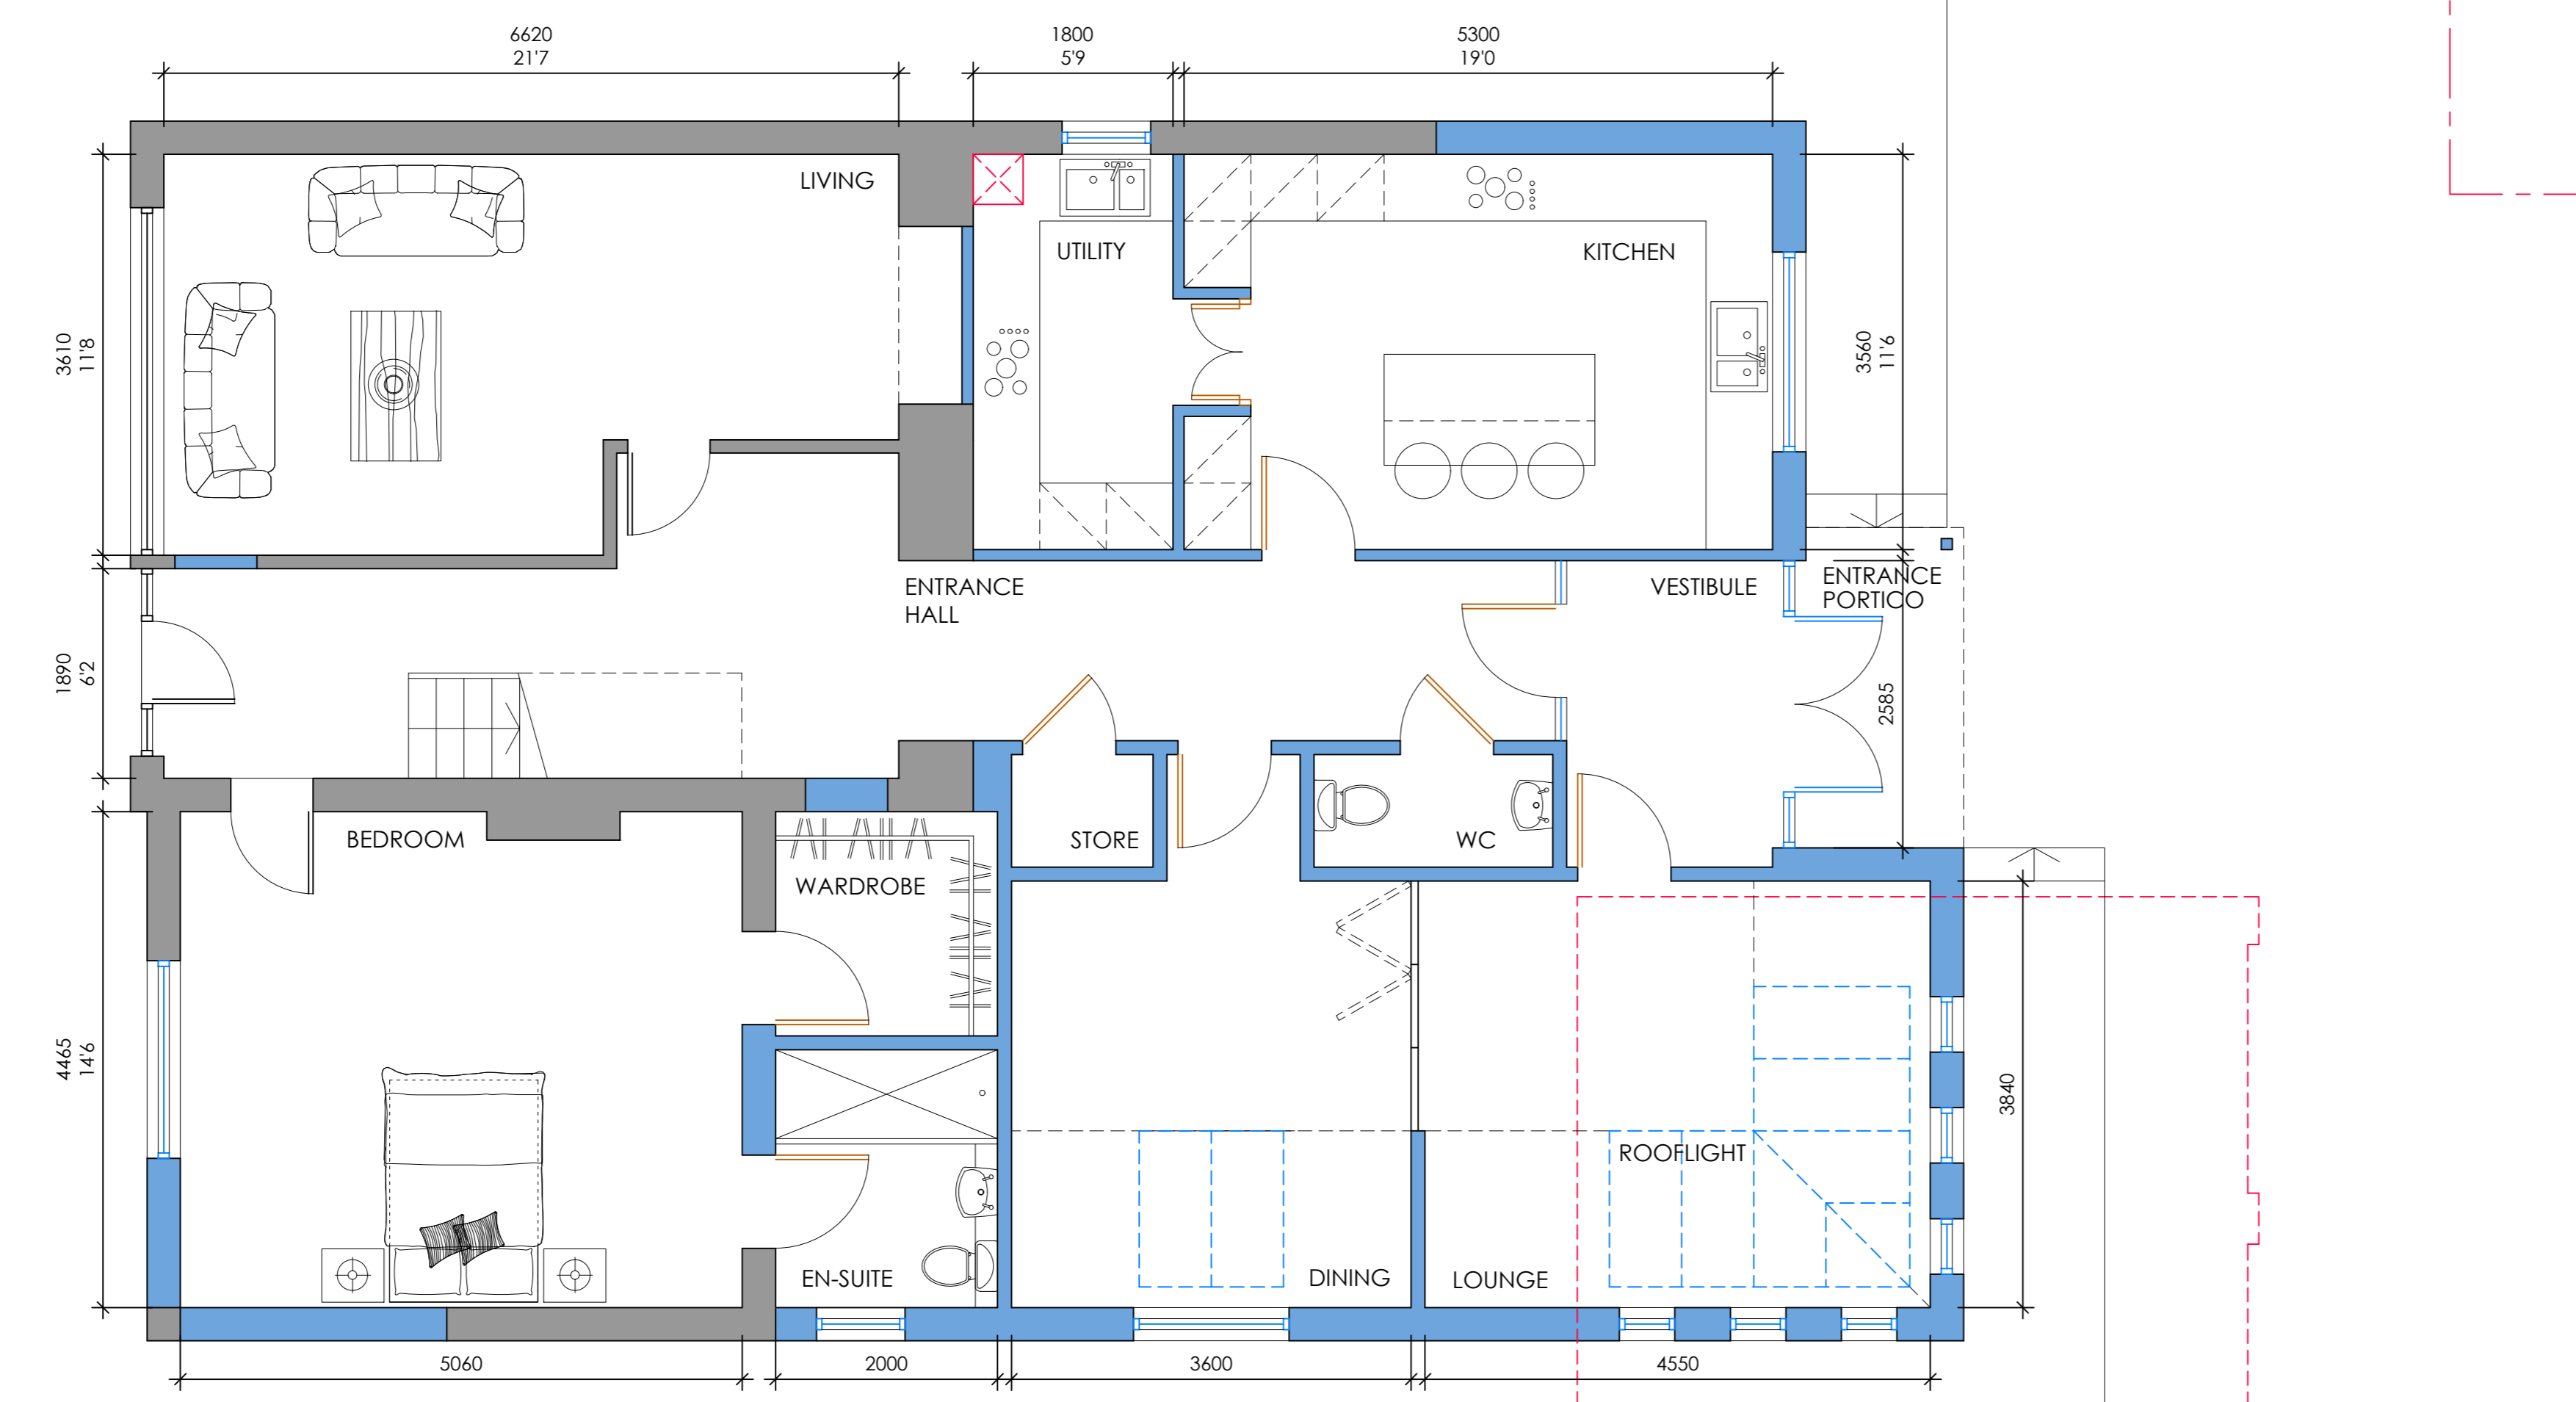 6620
21'7
1800
5'9
5300
19'0
LIVING
UTILITY
KITCHEN
3610
11'8
3560
11'6
ENTRANCE
HALL
VESTIBULE
ENTRANCE
PORTICO
1890
6'2
2585
BEDROOM
STORE
WC
WARDROBE
4465
14'6
3840
ROOFLIGHT
EN-SUITE
DINING
LOUNGE
5060
2000
3600
4550